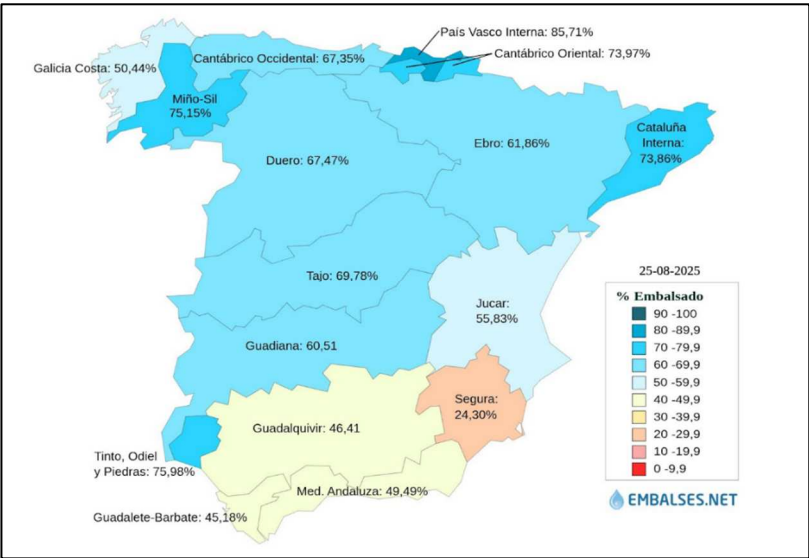 País Vasco Interna: 85,71%
Cantábrico Oriental: 73,97%
Cantábrico Occidental: 67,35%
Galicia Costa: 50,44%
Miño-Sil
75,15%
Cataluña
Interna:
73,86%
Ebro: 61,86%
Duero: 67,47%
Tajo: 69,78%
Jucar:
55,83%
Guadiana: 60,51
Segura:
24,30%
Guadalquivir: 46,41
Tinto, Odiel
y Piedras: 75,98%
Med. Andaluza: 49,49%
Guadalete-Barbate: 45,18%
25-08-2025
% Embalsado
90 -100
80 -89,9
70 -79,9
60 -69,9
50 -59,9
40 -49,9
30 -39,9
20 -29,9
10 -19,9
0 -9,9
EMBALSES.NET